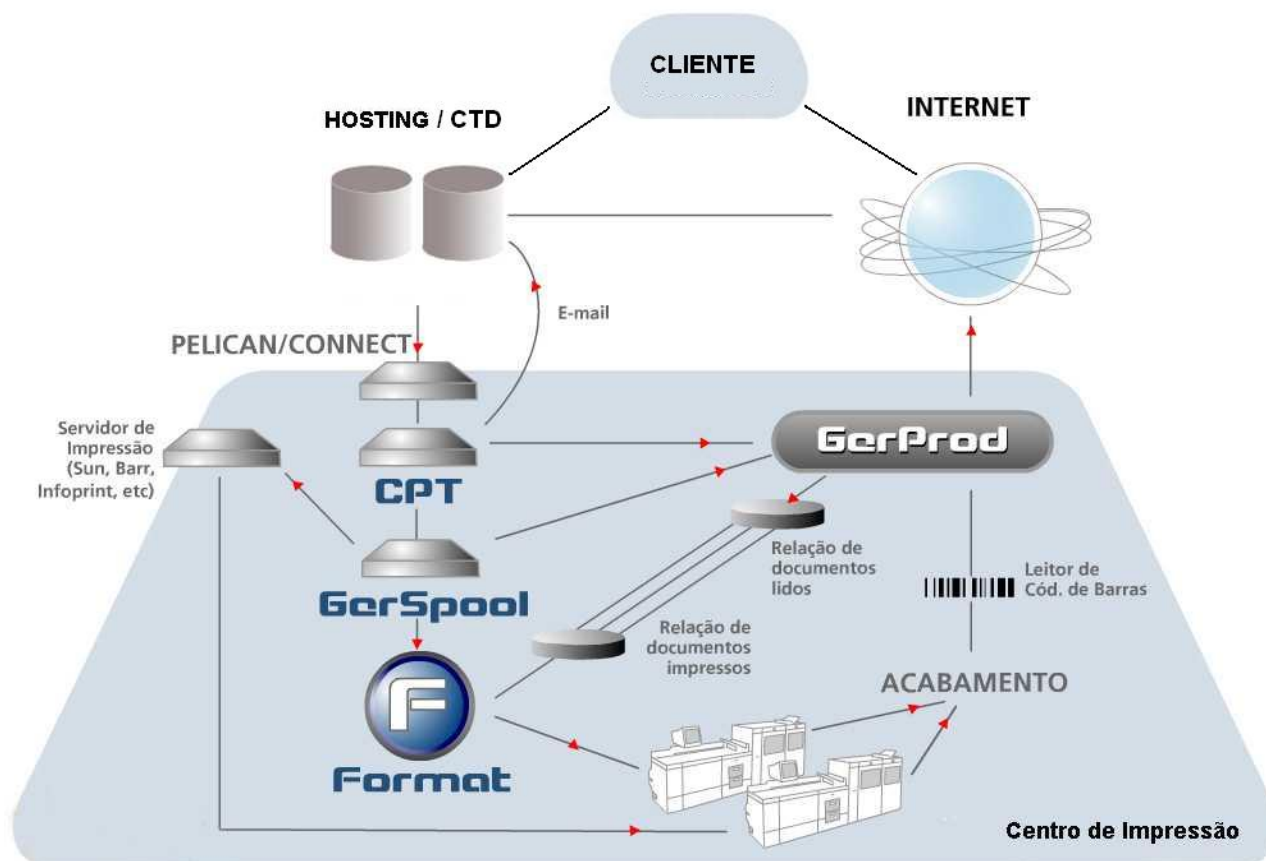 CLIENTE
HOSTING / CTD
INTERNET
E-mail
PELICAN/CONNECT
Servidor de
Impressão
(Sun, Barr,
Infoprint, etc)
CPT
GerProd
GerSpool
Relação de
documentos
lidos
Leitor de
Cód. de Barras
Relação de
documentos
impressos
ACABAMENTO
F
Format
Centro de Impressão